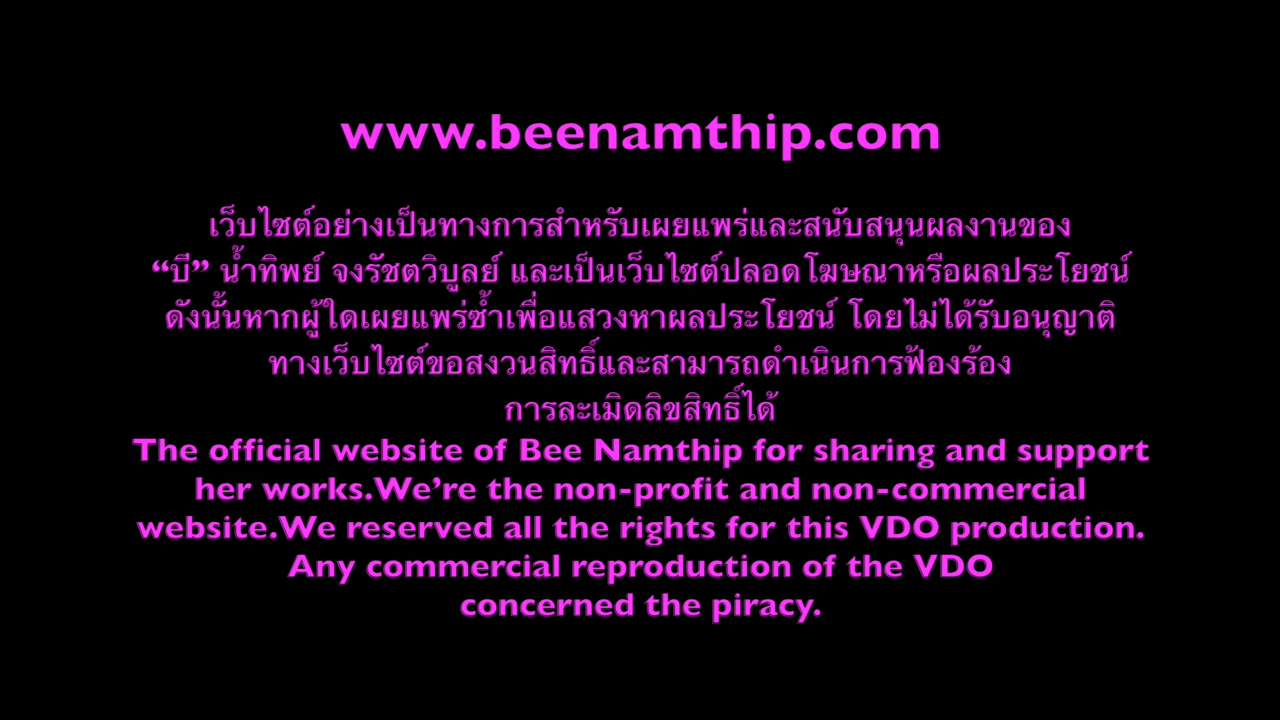 www.beenamthip.com
เว็บไซต์อย่างเป็นทางการสำหรับเผยแพร่และสนับสนุนผลงานของ
“บี” น้ำทิพย์ จงรัชตวิบูลย์ และเป็นเว็บไซต์ปลอดโฆษณาหรือผลประโยชน์
ดังนั้นหากผู้ใดเผยแพร่ซ้ำเพื่อแสวงหาผลประโยชน์ โดยไม่ได้รับอนุญาติ
ทางเว็บไซต์ขอสงวนสิทธิ์และสามารถดำเนินการฟ้องร้อง
การละเมิดลิขสิทธิ์ได้
The official website of Bee Namthip for sharing and support
her works.We’re the non-profit and non-commercial
website.We reserved all the rights for this VDO production.
Any commercial reproduction of the VDO
concerned the piracy.